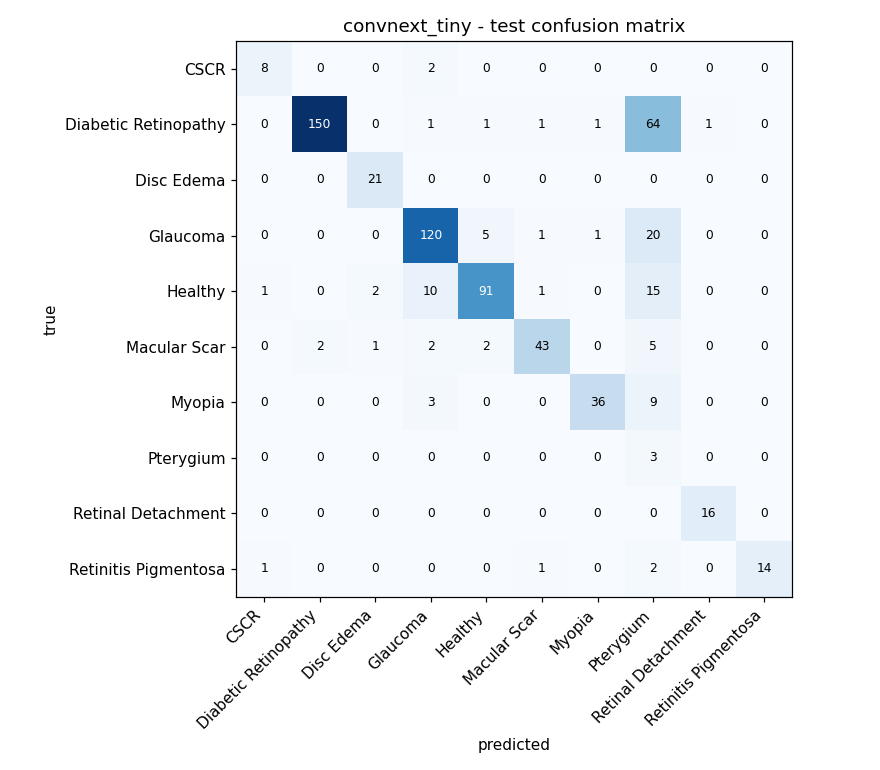 convnext_tiny - test confusion matrix
CSCR 8 0 0 2 0 0 0 0 0 0
Diabetic Retinopathy 0 150 0 1 1 1 1 64 1 0
Disc Edema 0 0 21 0 0 0 0 0 0 0
Glaucoma 0 0 0 120 5 1 1 20 0 0
Healthy 1 0 2 10 91 1 0 15 0 0
Macular Scar 0 2 1 2 2 43 0 5 0 0
Myopia 0 0 0 3 0 0 36 9 0 0
Pterygium 0 0 0 0 0 0 0 3 0 0
Retinal Detachment 0 0 0 0 0 0 0 0 16 0
Retinitis Pigmentosa 1 0 0 0 0 1 0 2 0 14
true
CSCR
Diabetic Retinopathy
Disc Edema
Glaucoma
Healthy
Macular Scar
Myopia
Pterygium
Retinal Detachment
Retinitis Pigmentosa
predicted